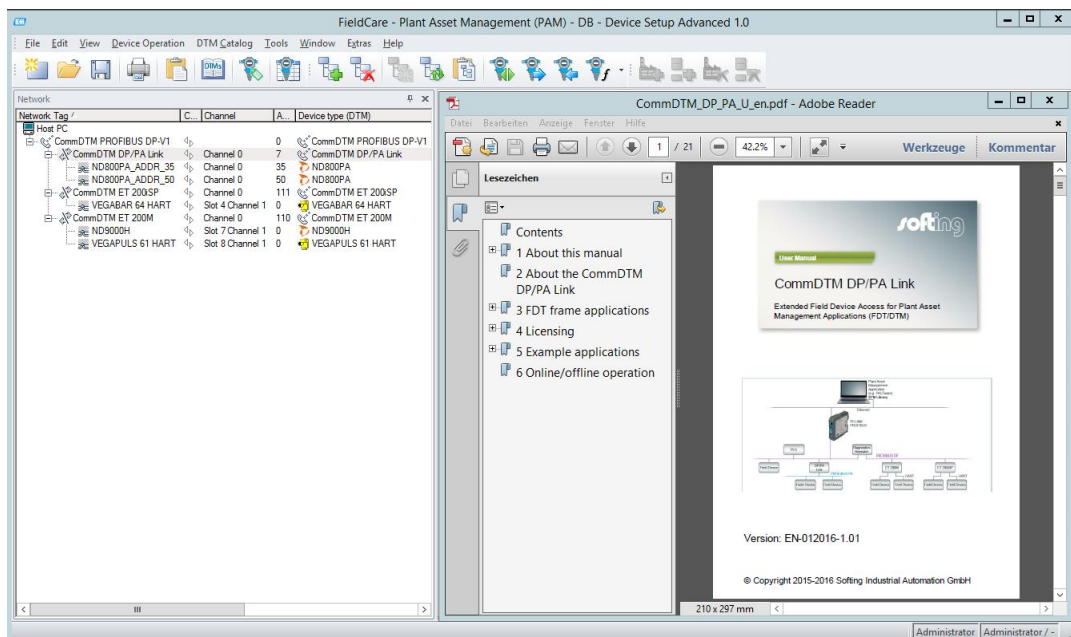 FieldCare - Plant Asset Management (PAM) - DB - Device Setup Advanced 1.0
File Edit View Device Operation DTM Catalog Tools Window Extras Help
Network
Network Tag / C... Channel A... Device type (DTM)
Host PC
CommDTM PROFIBUS DP-V1 0 CommDTM PROFIBUS DP-V1
CommDTM DP/PA Link Channel 0 7 CommDTM DP/PA Link
ND800PA_ADDR_35 Channel 0 35 ND800PA
ND800PA_ADDR_50 Channel 0 50 ND800PA
CommDTM ET 200iSP Channel 0 111 CommDTM ET 200iSP
VEGABAR 64 HART Slot 4 Channel 1 0 VEGABAR 64 HART
CommDTM ET 200M Channel 0 110 CommDTM ET 200M
ND9000H Slot 7 Channel 1 0 ND9000H
VEGAPULS 61 HART Slot 8 Channel 1 0 VEGAPULS 61 HART
CommDTM_DP_PA_U_en.pdf - Adobe Reader
Datei Bearbeiten Anzeige Fenster Hilfe
1 / 21 42.2% Werkzeuge Kommentar
Lesezeichen
Contents
1 About this manual
2 About the CommDTM
DP/PA Link
3 FDT frame applications
4 Licensing
5 Example applications
6 Online/offline operation
softing
User Manual
CommDTM DP/PA Link
Extended Field Device Access for Plant Asset
Management Applications (FDT/DTM)
Version: EN-012016-1.01
© Copyright 2015-2016 Softing Industrial Automation GmbH
210 x 297 mm
Administrator Administrator / -